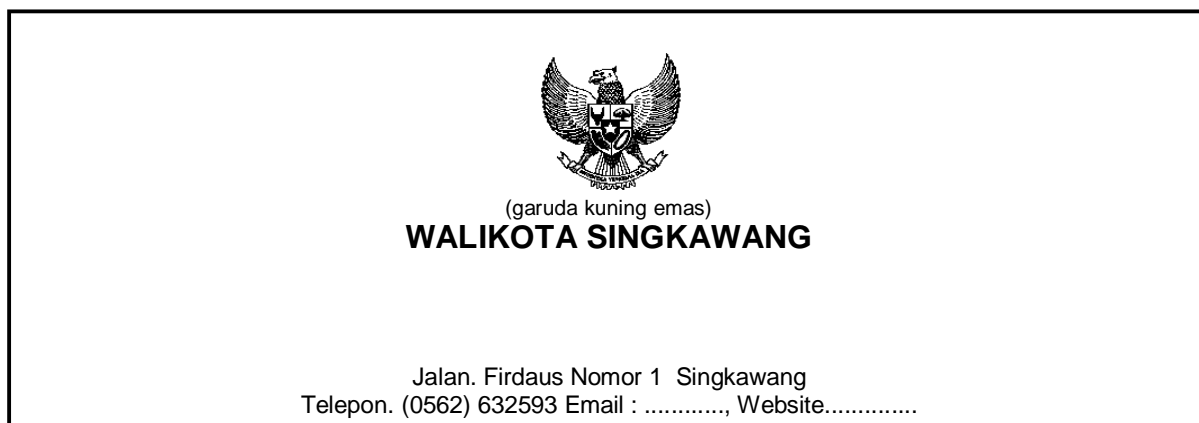 (garuda kuning emas)
WALIKOTA SINGKAWANG
Jalan. Firdaus Nomor 1 Singkawang
Telepon. (0562) 632593 Email : ............, Website..............